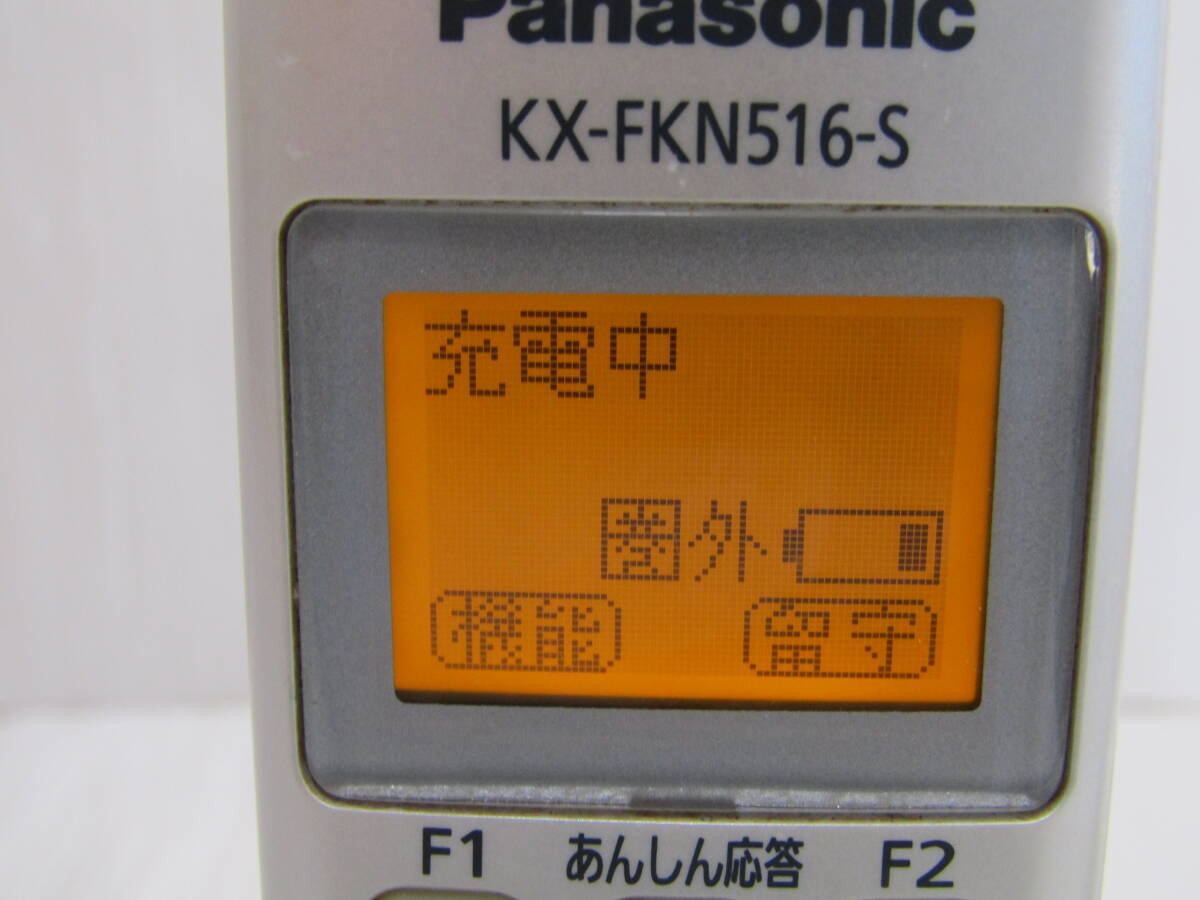 Panasonic
KX-FKN516-S
充電中
圏外
機能 留守
F1 あんしん応答 F2